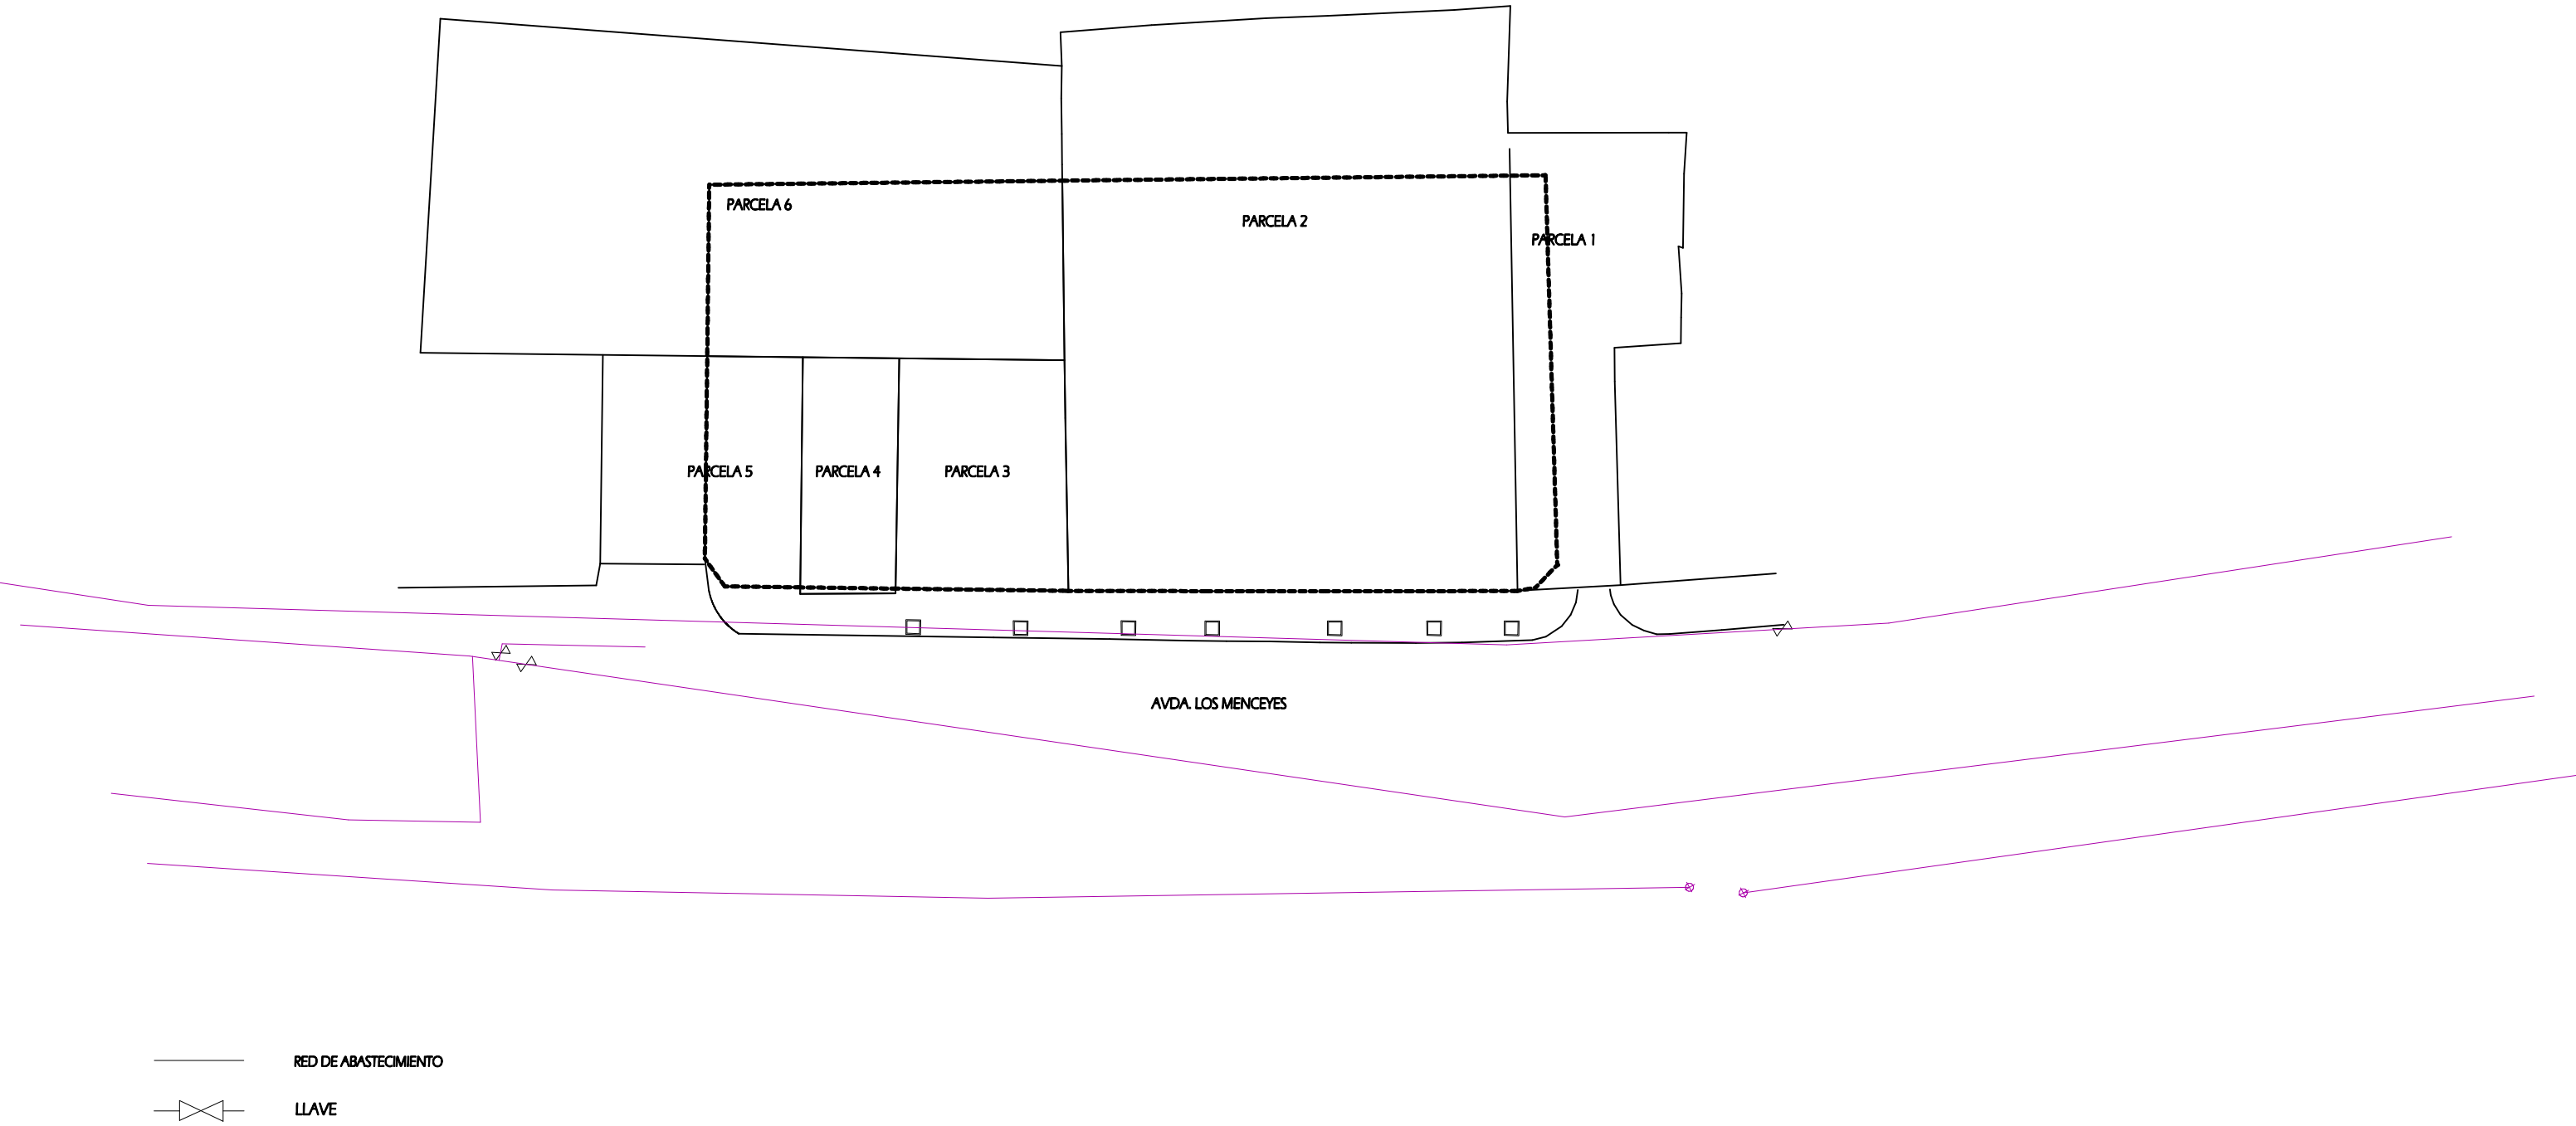 PARCELA 6
PARCELA 2
PARCELA 1
PARCELA 5
PARCELA 4
PARCELA 3
AVDA. LOS MENCEYES
RED DE ABASTECIMIENTO
LLAVE